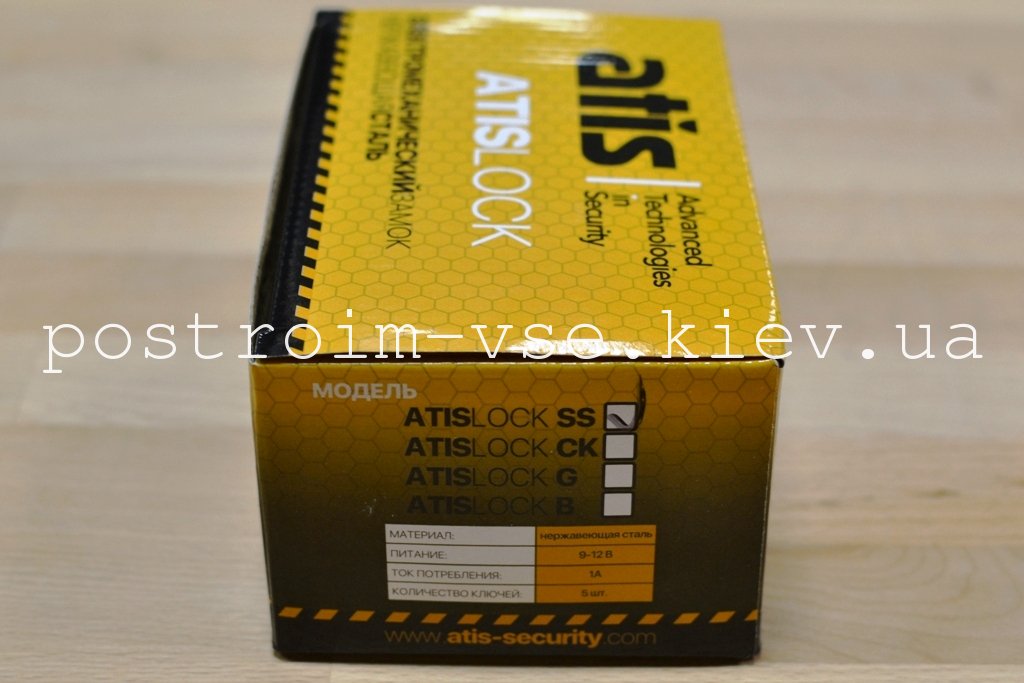 atis
Advanced
Technologies
in
Security
ATISLOCK
ЭЛЕКТРОМЕХАНИЧЕСКИЙ ЗАМОК
НЕРЖАВЕЮЩАЯ СТАЛЬ
postroim-vse.kiev.ua
МОДЕЛЬ
ATISLOCK SS
ATISLOCK CK
ATISLOCK G
ATISLOCK B
МАТЕРИАЛ: нержавеющая сталь
ПИТАНИЕ: 9-12 В
ТОК ПОТРЕБЛЕНИЯ: 1А
КОЛИЧЕСТВО КЛЮЧЕЙ: 5 шт.
www.atis-security.com